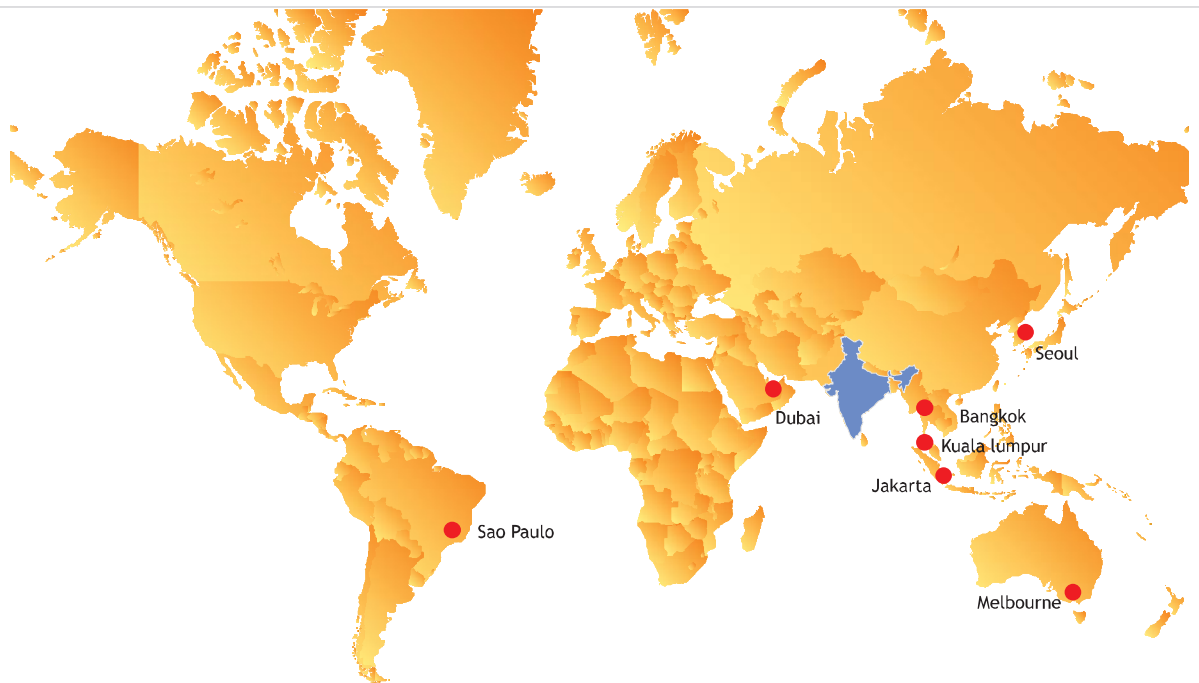 Seoul
Dubai
Bangkok
Kuala lumpur
Jakarta
Sao Paulo
Melbourne